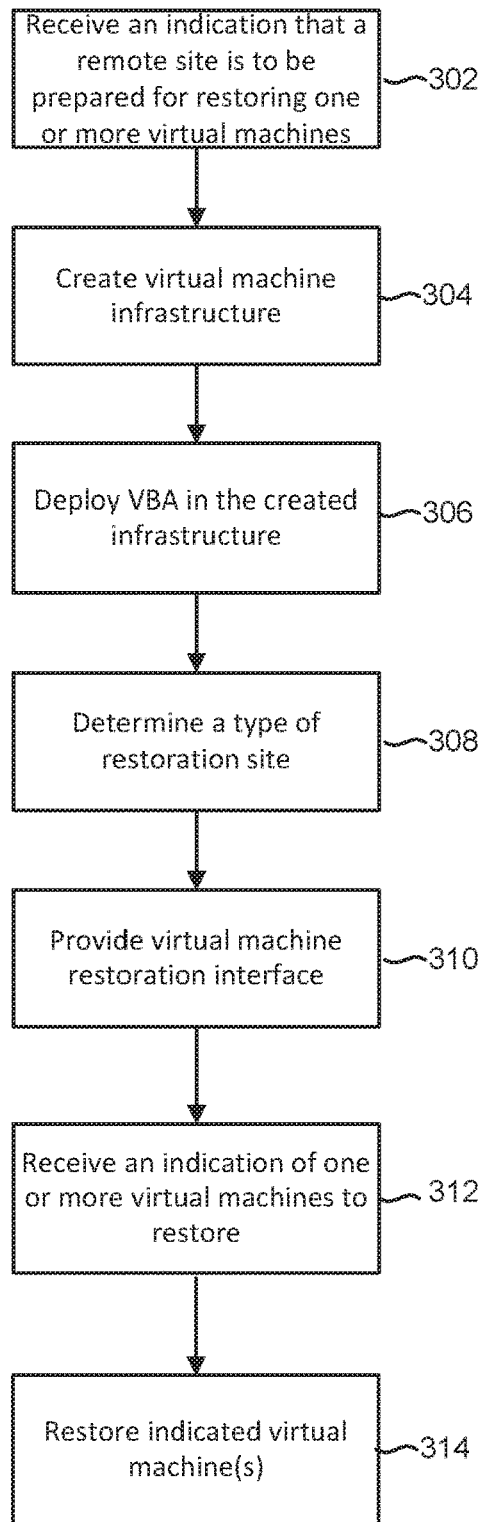 Receive an indication that a
remote site is to be
prepared for restoring one
or more virtual machines
302
Create virtual machine
infrastructure
304
Deploy VBA in the created
infrastructure
306
Determine a type of
restoration site
308
Provide virtual machine
restoration interface
310
Receive an indication of one
or more virtual machines to
restore
312
Restore indicated virtual
machine(s)
314